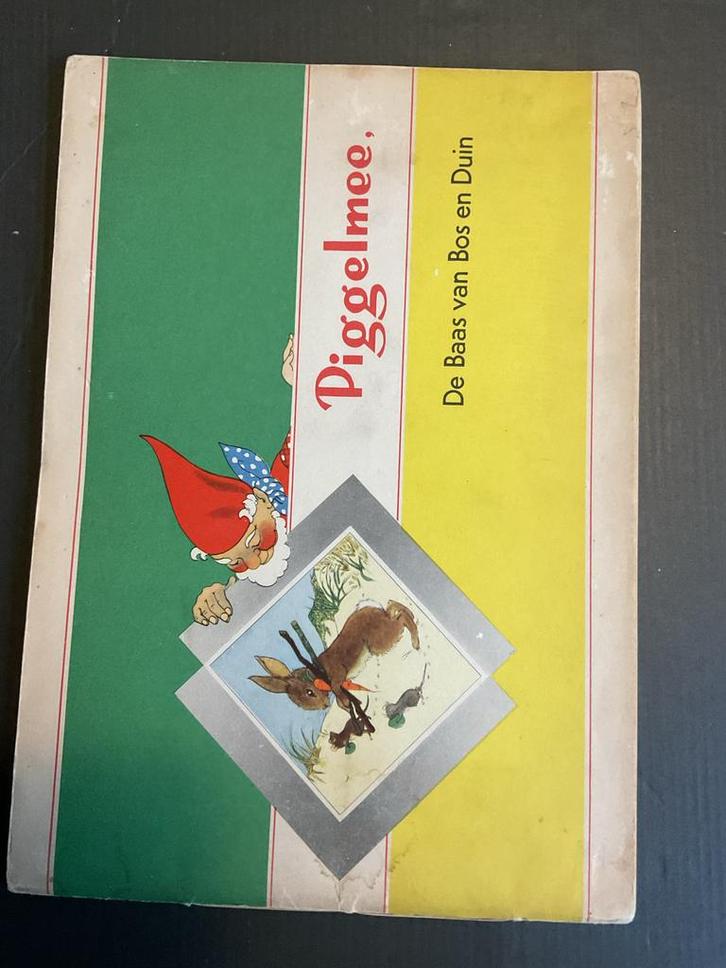 Piggelmee,
De Baas van Bos en Duin